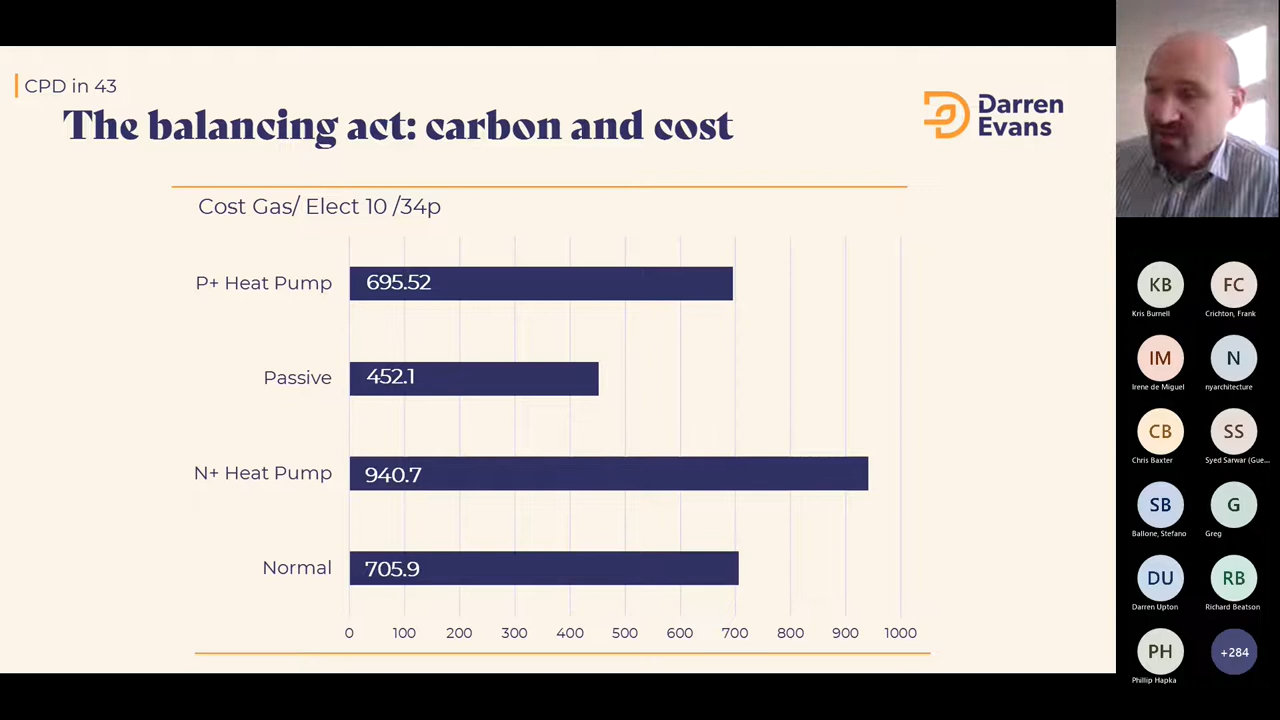 CPD in 43
The balancing act: carbon and cost
Darren
Evans
Cost Gas/ Elect 10 /34p
P+ Heat Pump 695.52
Passive 452.1
N+ Heat Pump 940.7
Normal 705.9
0 100 200 300 400 500 600 700 800 900 1000
KB FC
Kris Burnell Crichton, Frank
IM N
Irene de Miguel nyarchitecture
CB SS
Chris Baxter Syed Sarwar (Gue...
SB G
Ballone, Stefano Greg
DU RB
Darren Upton Richard Beatson
PH +284
Phillip Hapka